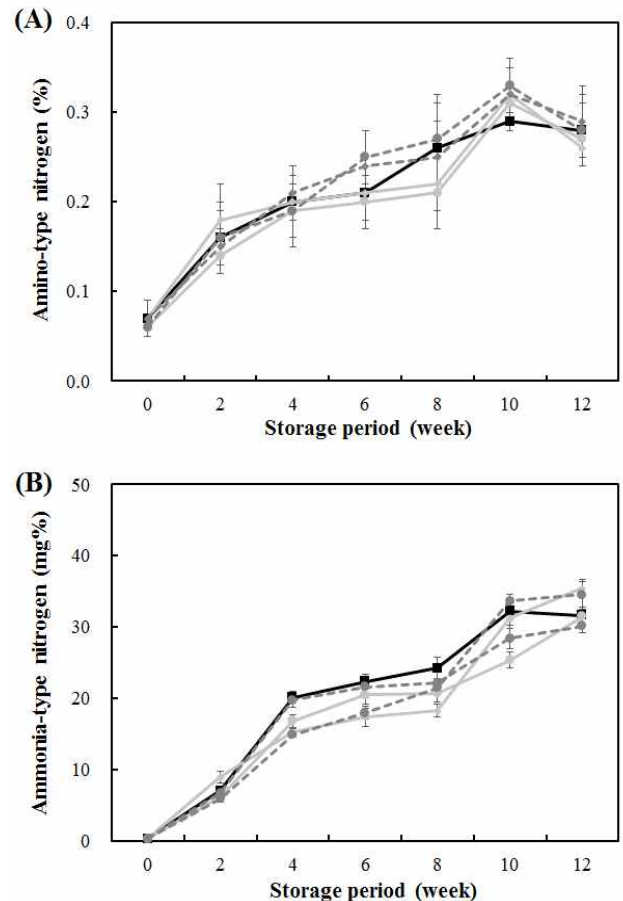 (A)
Amino-type nitrogen (%)
0.4
0.3
0.2
0.1
0.0
0 2 4 6 8 10 12
Storage period (week)
(B)
Ammonia-type nitrogen (mg%)
50
40
30
20
10
0
0 2 4 6 8 10 12
Storage period (week)